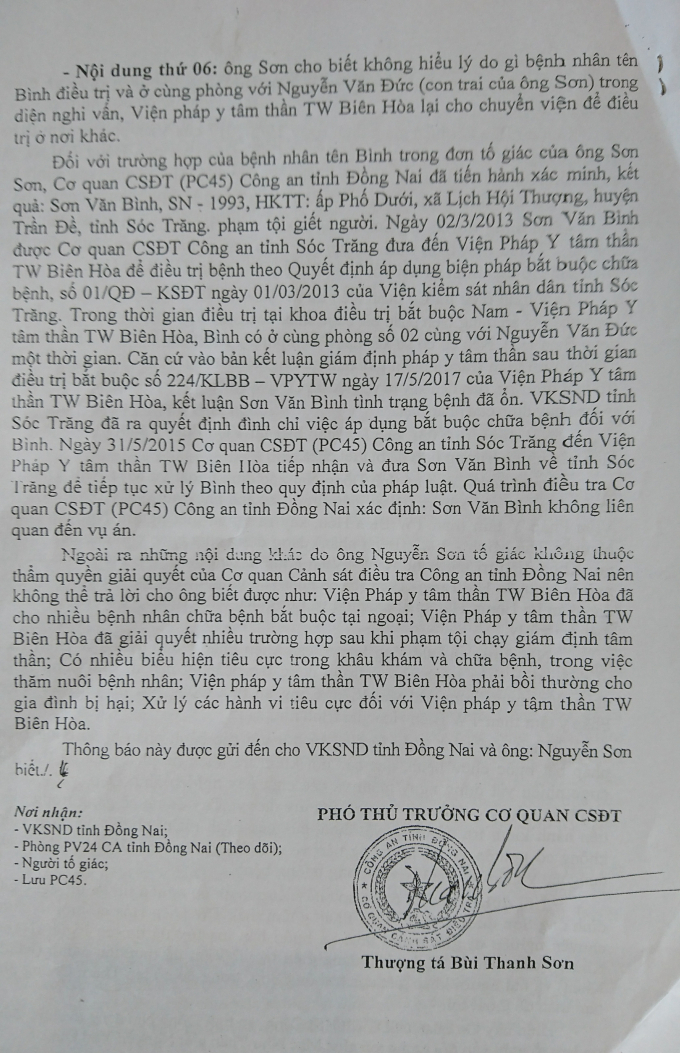 - Nội dung thứ 06: ông Sơn cho biết không hiểu lý do gì bệnh nhân tên
Bình điều trị và ở cùng phòng với Nguyễn Văn Đức (con trai của ông Sơn) trong
diện nghi vấn, Viện pháp y tâm thần TW Biên Hòa lại cho chuyển viện để điều
trị ở nơi khác.
Đối với trường hợp của bệnh nhân tên Bình trong đơn tố giác của ông Sơn
Sơn, Cơ quan CSĐT (PC45) Công an tỉnh Đồng Nai đã tiến hành xác minh, kết
quả: Sơn Văn Bình, SN - 1993, HKTT: ấp Phố Dưới, xã Lịch Hội Thượng, huyện
Trần Đề, tỉnh Sóc Trăng. phạm tội giết người. Ngày 02/3/2013 Sơn Văn Bình
được Cơ quan CSĐT Công an tỉnh Sóc Trăng đưa đến Viện Pháp Y tâm thần
TW Biên Hòa để điều trị bệnh theo Quyết định áp dụng biện pháp bắt buộc chữa
bệnh, số 01/QĐ – KSĐT ngày 01/03/2013 của Viện kiểm sát nhân dân tỉnh Sóc
Trăng. Trong thời gian điều trị tại khoa điều trị bắt buộc Nam - Viện Pháp Y
tâm thần TW Biên Hòa, Bình có ở cùng phòng số 02 cùng với Nguyễn Văn Đức
một thời gian. Căn cứ vào bản kết luận giám định pháp y tâm thần sau thời gian
điều trị bắt buộc số 224/KLBB – VPYTW ngày 17/5/2017 của Viện Pháp Y tâm
thần TW Biên Hòa, kết luận Sơn Văn Bình tình trạng bệnh đã ổn. VKSND tỉnh
Sóc Trăng đã ra quyết định đình chỉ việc áp dụng bắt buộc chữa bệnh đối với
Bình. Ngày 31/5/2015 Cơ quan CSĐT (PC45) Công an tỉnh Sóc Trăng đến Viện
Pháp Y tâm thần TW Biên Hòa tiếp nhận và đưa Sơn Văn Bình về tỉnh Sóc
Trăng để tiếp tục xử lý Bình theo quy định của pháp luật. Quá trình điều tra Cơ
quan CSĐT (PC45) Công an tỉnh Đồng Nai xác định: Sơn Văn Bình không liên
quan đến vụ án.
Ngoài ra những nội dung khác do ông Nguyễn Sơn tố giác không thuộc
thẩm quyền giải quyết của Cơ quan Cảnh sát điều tra Công an tỉnh Đồng Nai nên
không thể trả lời cho ông biết được như: Viện Pháp y tâm thần TW Biên Hòa đã
cho nhiều bệnh nhân chữa bệnh bắt buộc tại ngoại; Viện Pháp y tâm thần TW
Biên Hòa đã giải quyết nhiều trường hợp sau khi phạm tội chạy giám định tâm
thần; Có nhiều biểu hiện tiêu cực trong khâu khám và chữa bệnh, trong việc
thăm nuôi bệnh nhân; Viện pháp y tâm thần TW Biên Hòa phải bồi thường cho
gia đình bị hại; Xử lý các hành vi tiêu cực đối với Viện pháp y tậm thần TW
Biên Hòa.
Thông báo này được gửi đến cho VKSND tỉnh Đồng Nai và ông: Nguyễn Sơn
biết./.
Nơi nhận:
- VKSND tỉnh Đồng Nai;
- Phòng PV24 CA tỉnh Đồng Nai (Theo dõi);
- Người tố giác;
- Lưu PC45.
PHÓ THỦ TRƯỞNG CƠ QUAN CSĐT
CÔNG AN TỈNH ĐỒNG NAI
CƠ QUAN CẢNH SÁT ĐIỀU TRA
Thượng tá Bùi Thanh Sơn